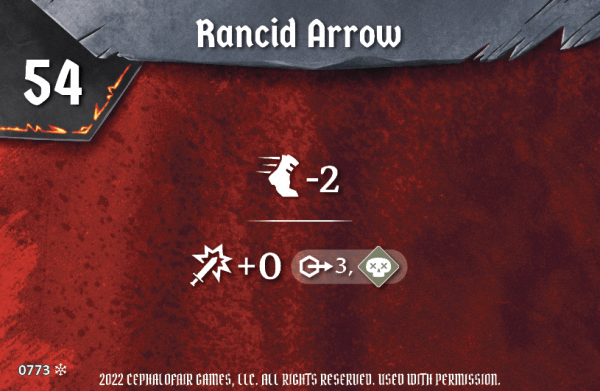 Rancid Arrow
54
-2
+0 3,
0773
2022 CEPHALOFAIR GAMES, LLC. ALL RIGHTS RESERVED. USED WITH PERMISSION.